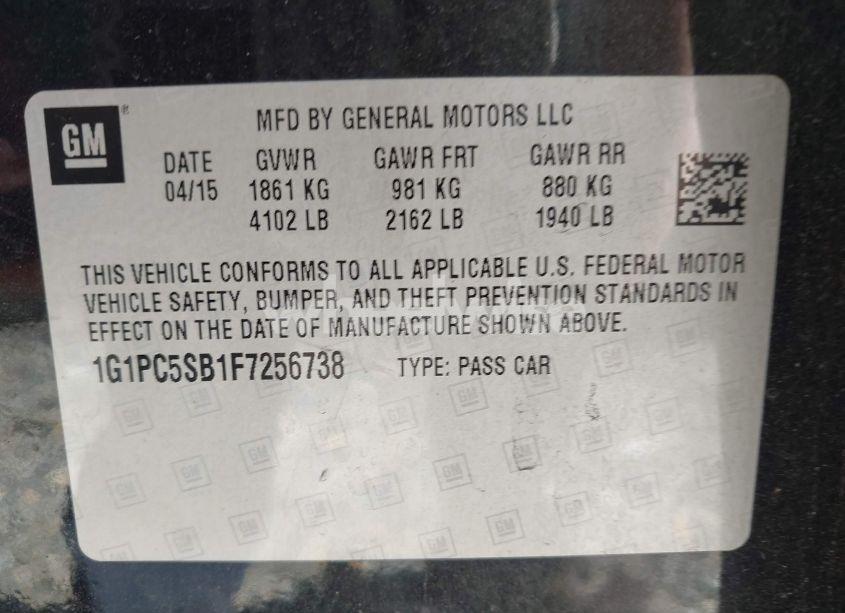 GM ®
MFD BY GENERAL MOTORS LLC
DATE GVWR GAWR FRT GAWR RR
04/15 1861 KG 981 KG 880 KG
4102 LB 2162 LB 1940 LB
THIS VEHICLE CONFORMS TO ALL APPLICABLE U.S. FEDERAL MOTOR
VEHICLE SAFETY, BUMPER, AND THEFT PREVENTION STANDARDS IN
EFFECT ON THE DATE OF MANUFACTURE SHOWN ABOVE.
1G1PC5SB1F7256738 TYPE: PASS CAR